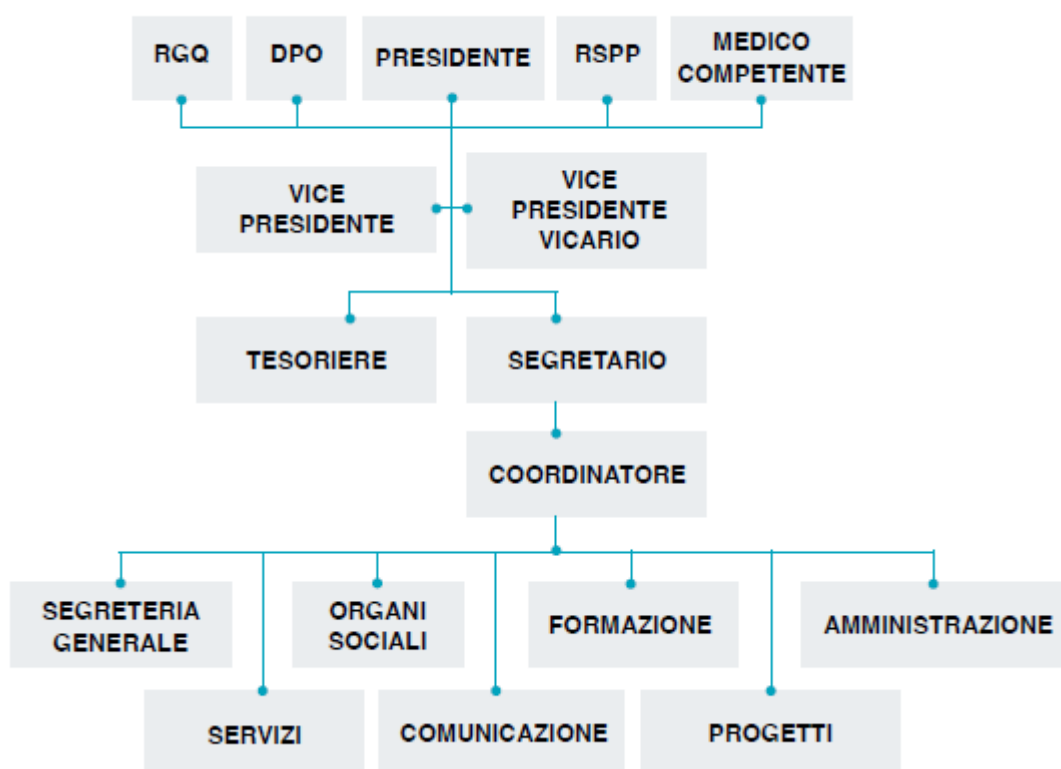 RGQ
DPO
PRESIDENTE
RSPP
MEDICO
COMPETENTE
VICE
PRESIDENTE
VICE
PRESIDENTE
VICARIO
TESORIERE
SEGRETARIO
COORDINATORE
SEGRETERIA
GENERALE
ORGANI
SOCIALI
FORMAZIONE
AMMINISTRAZIONE
SERVIZI
COMUNICAZIONE
PROGETTI